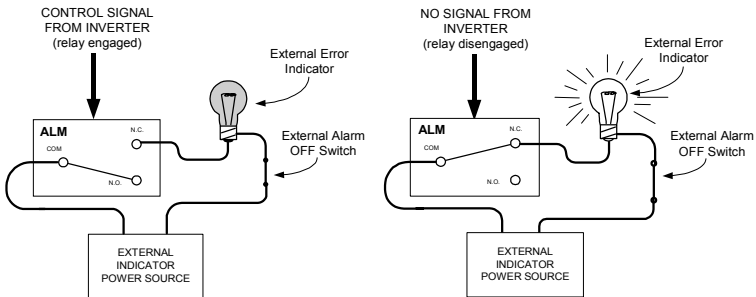 CONTROL SIGNAL
FROM INVERTER
(relay engaged)
External Error
Indicator
ALM
N.C.
COM
N.O.
External Alarm
OFF Switch
EXTERNAL
INDICATOR
POWER SOURCE
NO SIGNAL FROM
INVERTER
(relay disengaged)
External Error
Indicator
ALM
N.C.
COM
N.O.
External Alarm
OFF Switch
EXTERNAL
INDICATOR
POWER SOURCE